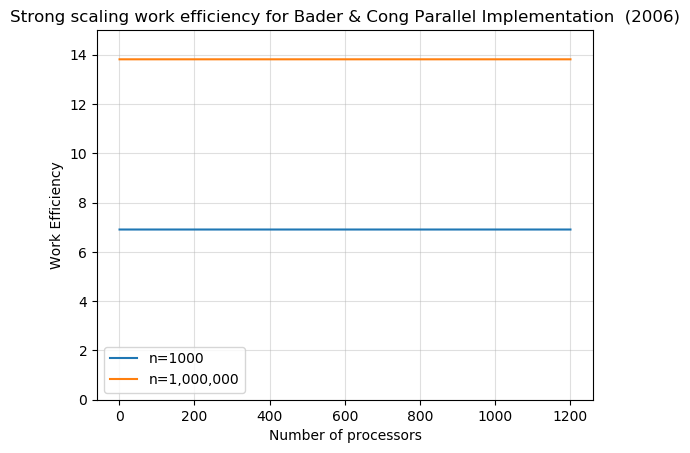 Strong scaling work efficiency for Bader & Cong Parallel Implementation  (2006)
14
12
10
8
6
4
2
0
Work Efficiency
n=1000
n=1,000,000
0 200 400 600 800 1000 1200
Number of processors